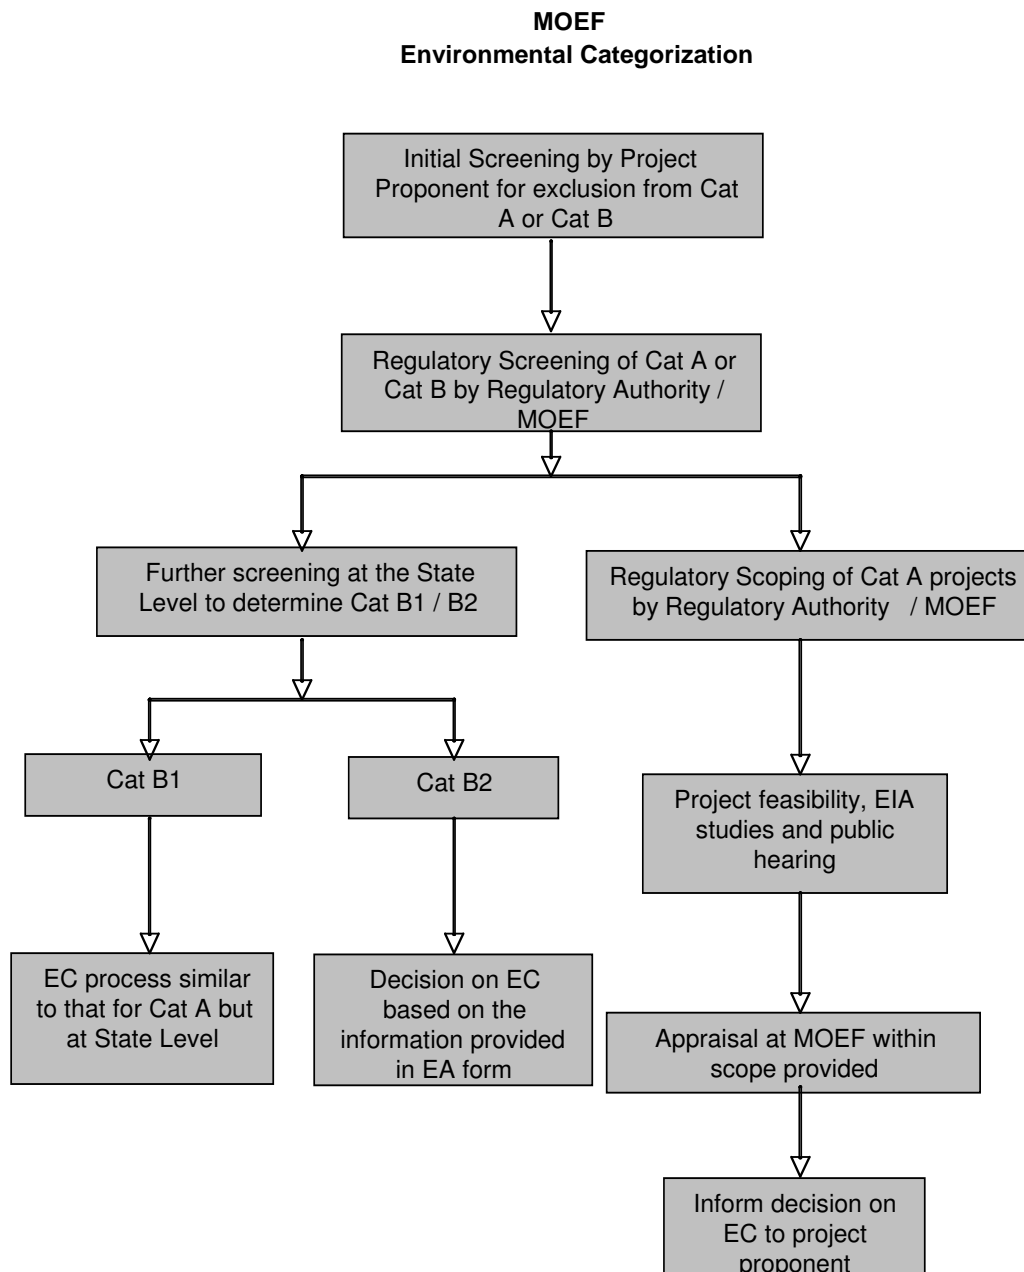 MOEF
Environmental Categorization
Initial Screening by Project
Proponent for exclusion from Cat
A or Cat B
Regulatory Screening of Cat A or
Cat B by Regulatory Authority /
MOEF
Further screening at the State
Level to determine Cat B1 / B2
Regulatory Scoping of Cat A projects
by Regulatory Authority / MOEF
Cat B1
Cat B2
Project feasibility, EIA
studies and public
hearing
EC process similar
to that for Cat A but
at State Level
Decision on EC
based on the
information provided
in EA form
Appraisal at MOEF within
scope provided
Inform decision on
EC to project
proponent